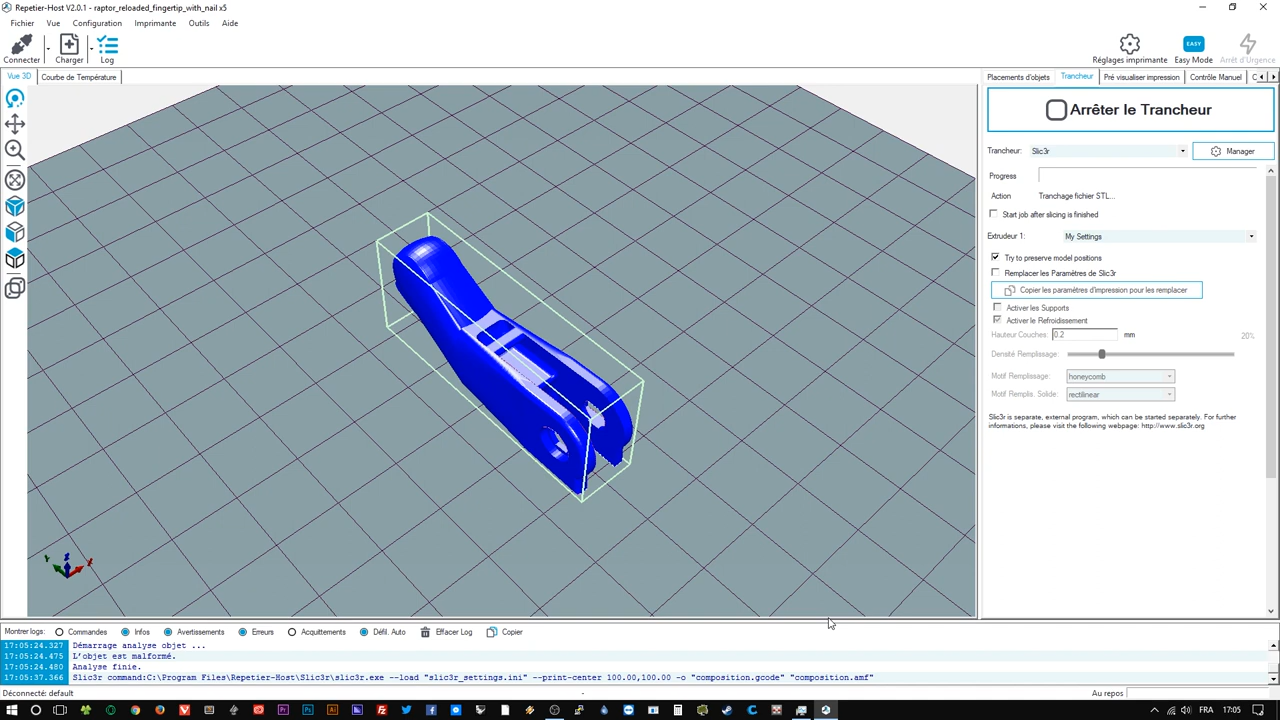 Repetier-Host V2.0.1 - raptor_reloaded_fingertip_with_nail x5
Fichier Vue Configuration Imprimante Outils Aide
Connecter Charger Log
Réglages imprimante Easy Mode Arrêt d'Urgence
EASY
Vue 3D Courbe de Température
Placements d'objets Trancheur Pré visualiser impression Contrôle Manuel
Arrêter le Trancheur
Trancheur: Slic3r Manager
Progress
Action Tranchage fichier STL...
Start job after slicing is finished
Extrudeur 1: My Settings
Try to preserve model positions
Remplacer les Paramètres de Slic3r
Copier les paramètres d'impression pour les remplacer
Activer les Supports
Activer le Refroidissement
Hauteur Couches: 0.2 mm
20%
Densité Remplissage:
Motif Remplissage: honeycomb
Motif Remplis. Solide: rectilinear
Slic3r is separate, external program, which can be started separately. For further
informations, please visit the following webpage: http://www.slic3r.org
Montrer logs: Commandes Infos Avertissements Erreurs Acquittements Défil. Auto Effacer Log Copier
17:05:24.327 Démarrage analyse objet ...
17:05:24.475 L'objet est malformé.
17:05:24.480 Analyse finie.
17:05:37.366 Slic3r command:C:\Program Files\Repetier-Host\Slic3r\slic3r.exe --load "slic3r_settings.ini" --print-center 100.00,100.00 -o "composition.gcode" "composition.amf"
Déconnecté: default - Au repos
FRA 17:05